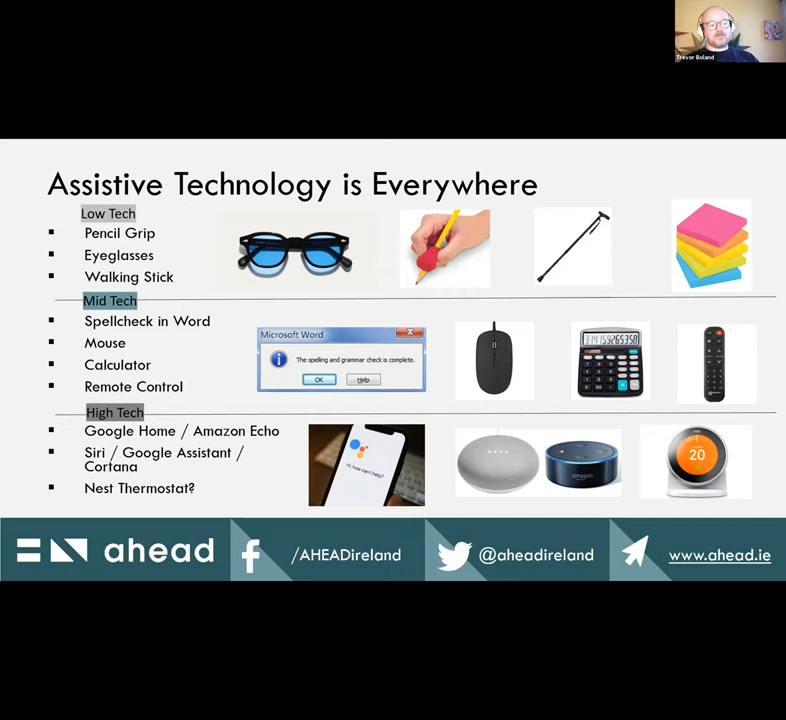 Trevor Boland
Assistive Technology is Everywhere
Low Tech
Pencil Grip
Eyeglasses
Walking Stick
Mid Tech
Spellcheck in Word
Mouse
Calculator
Remote Control
Microsoft Word
The spelling and grammar check is complete.
OK
Help
High Tech
Google Home / Amazon Echo
Siri / Google Assistant /
Cortana
Nest Thermostat?
Hi, how can I help?
amazon
20
ahead
/AHEADireland
@aheadireland
www.ahead.ie